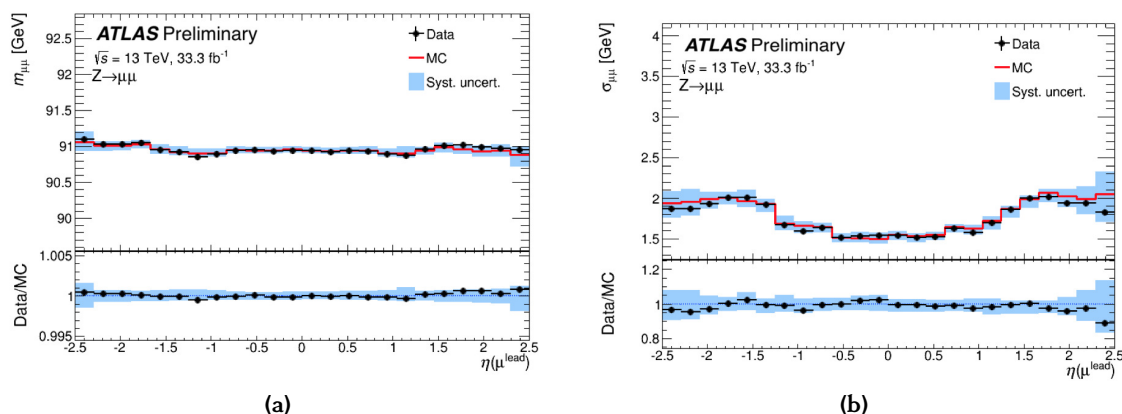 ATLAS Preliminary
√s = 13 TeV, 33.3 fb⁻¹
Z→μμ
Data
MC
Syst. uncert.
m_μμ [GeV]
92.5
92
91.5
91
90.5
90
Data/MC
1.005
1
0.995
-2.5 -2 -1.5 -1 -0.5 0 0.5 1 1.5 2 2.5
η(μ^lead)
(a)
ATLAS Preliminary
√s = 13 TeV, 33.3 fb⁻¹
Z→μμ
Data
MC
Syst. uncert.
σ_μμ [GeV]
4
3.5
3
2.5
2
1.5
Data/MC
1.2
1
0.8
-2.5 -2 -1.5 -1 -0.5 0 0.5 1 1.5 2 2.5
η(μ^lead)
(b)